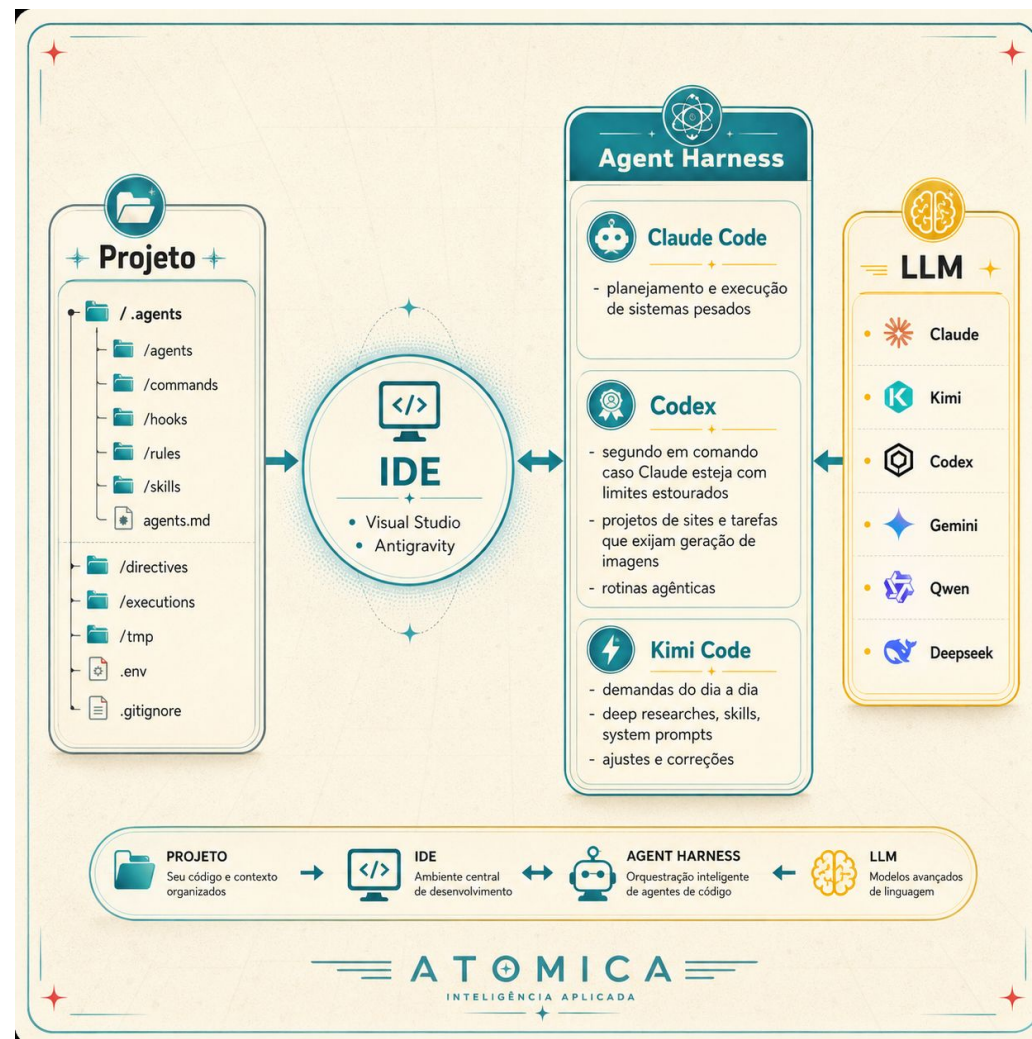 Projeto
/ .agents
/agents
/commands
/hooks
/rules
/skills
agents.md
/directives
/executions
/tmp
.env
.gitignore
</>
IDE
• Visual Studio
• Antigravity
Agent Harness
Claude Code
- planejamento e execução
de sistemas pesados
Codex
- segundo em comando
caso Claude esteja com
limites estourados
- projetos de sites e tarefas
que exijam geração de
imagens
- rotinas agênticas
Kimi Code
- demandas do dia a dia
- deep researches, skills,
system prompts
- ajustes e correções
LLM
• Claude
• Kimi
• Codex
• Gemini
• Qwen
• Deepseek
PROJETO
Seu código e contexto
organizados
</>
IDE
Ambiente central
de desenvolvimento
AGENT HARNESS
Orquestração inteligente
de agentes de código
LLM
Modelos avançados
de linguagem
ATOMICA
INTELIGÊNCIA APLICADA